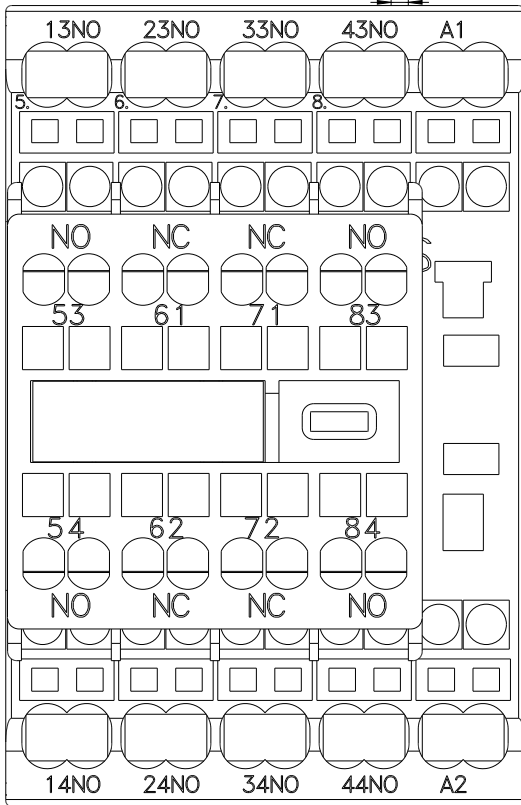 13NO 23NO 33NO 43NO A1
5. 6. 7. 8.
NO NC NC NO
53 61 71 83
54 62 72 84
NO NC NC NO
14NO 24NO 34NO 44NO A2